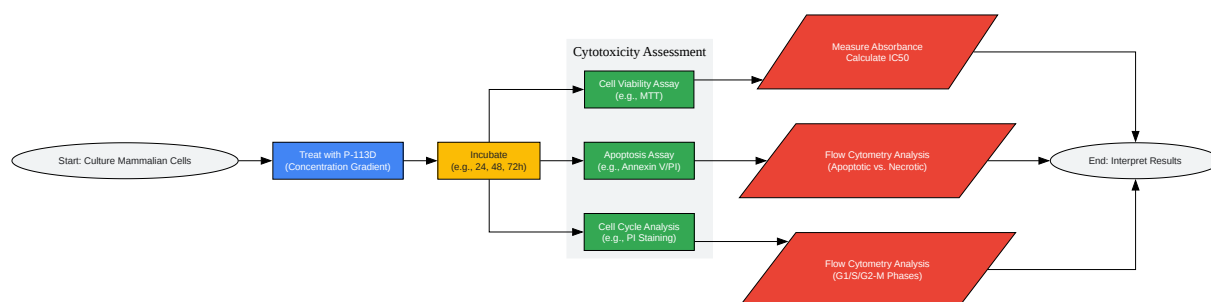 Start: Culture Mammalian Cells
Treat with P-113D
(Concentration Gradient)
Incubate
(e.g., 24, 48, 72h)
Cytotoxicity Assessment
Cell Viability Assay
(e.g., MTT)
Apoptosis Assay
(e.g., Annexin V/PI)
Cell Cycle Analysis
(e.g., PI Staining)
Measure Absorbance
Calculate IC50
Flow Cytometry Analysis
(Apoptotic vs. Necrotic)
Flow Cytometry Analysis
(G1/S/G2-M Phases)
End: Interpret Results